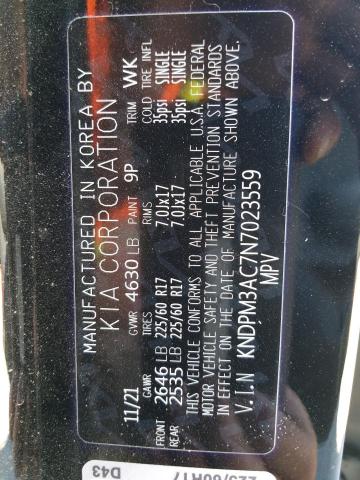 MANUFACTURED IN KOREA BY
KIA CORPORATION
11/21 GVWR 4630 LB PAINT 9P TRIM WK
GAWR TIRES RIMS COLD TIRE INFL
FRONT 2646 LB 225/60 R17 7.0Jx17 35psi SINGLE
REAR 2535 LB 225/60 R17 7.0Jx17 35psi SINGLE
THIS VEHICLE CONFORMS TO ALL APPLICABLE U.S.A. FEDERAL
MOTOR VEHICLE SAFETY AND THEFT PREVENTION STANDARDS
IN EFFECT ON THE DATE OF MANUFACTURE SHOWN ABOVE.
V.I.N KNDPM3AC7N7023559
MPV
D43 225/60R17